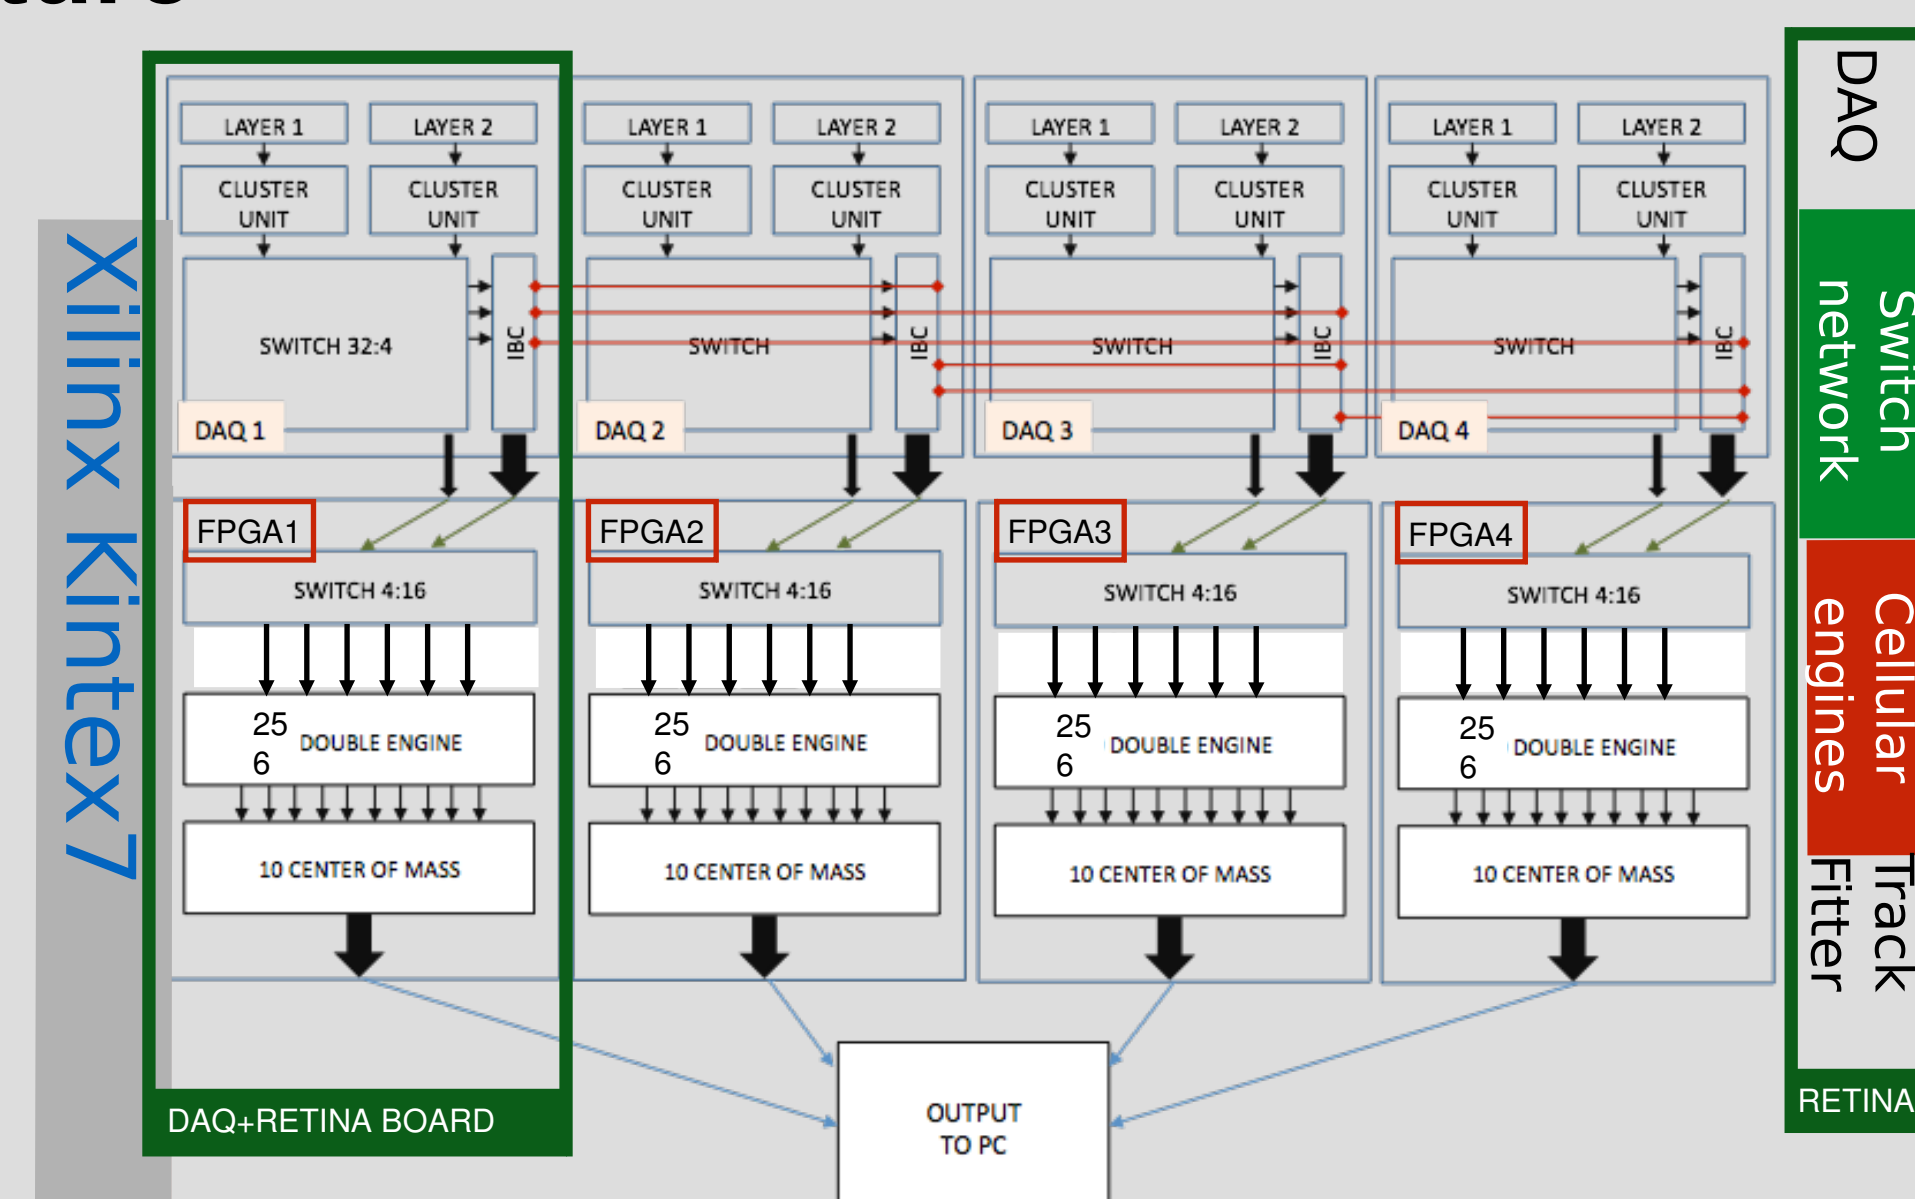 LAYER 1
LAYER 2
LAYER 1
LAYER 2
LAYER 1
LAYER 2
LAYER 1
LAYER 2
CLUSTER
UNIT
CLUSTER
UNIT
CLUSTER
UNIT
CLUSTER
UNIT
CLUSTER
UNIT
CLUSTER
UNIT
CLUSTER
UNIT
CLUSTER
UNIT
SWITCH 32:4
IBC
SWITCH
IBC
SWITCH
IBC
SWITCH
IBC
DAQ 1
DAQ 2
DAQ 3
DAQ 4
FPGA1
FPGA2
FPGA3
FPGA4
SWITCH 4:16
SWITCH 4:16
SWITCH 4:16
SWITCH 4:16
25
6
DOUBLE ENGINE
25
6
DOUBLE ENGINE
25
6
DOUBLE ENGINE
25
6
DOUBLE ENGINE
10 CENTER OF MASS
10 CENTER OF MASS
10 CENTER OF MASS
10 CENTER OF MASS
OUTPUT
TO PC
DAQ+RETINA BOARD
Xilinx Kintex7
DAQ
Switch
network
Cellular
engines
Track
Fitter
RETINA